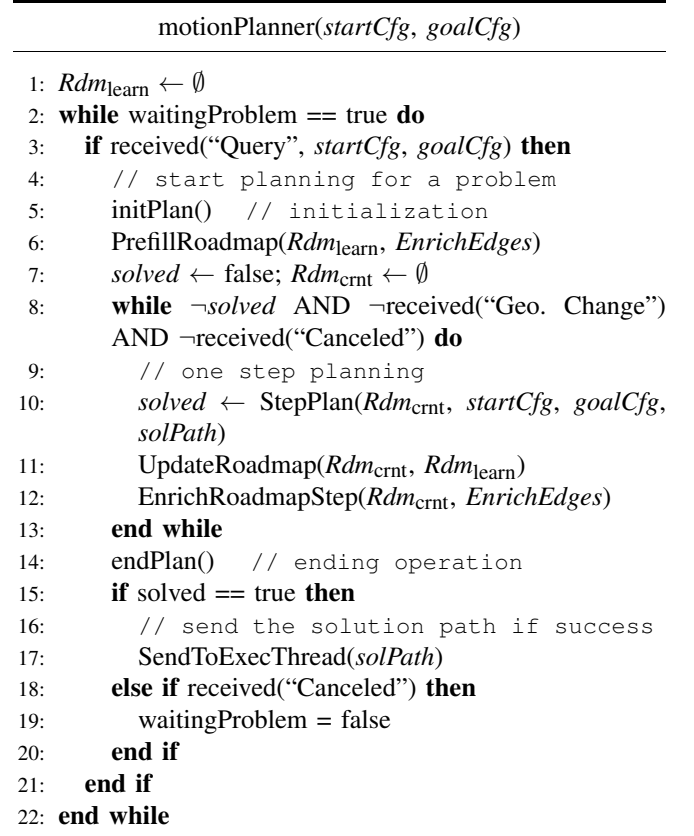 motionPlanner(startCfg, goalCfg)
1: Rdm_learn ← ∅
2: while waitingProblem == true do
3: if received(“Query”, startCfg, goalCfg) then
4: // start planning for a problem
5: initPlan() // initialization
6: PrefillRoadmap(Rdm_learn, EnrichEdges)
7: solved ← false; Rdm_crnt ← ∅
8: while ¬solved AND ¬received(“Geo. Change”)
AND ¬received(“Canceled”) do
9: // one step planning
10: solved ← StepPlan(Rdm_crnt, startCfg, goalCfg,
solPath)
11: UpdateRoadmap(Rdm_crnt, Rdm_learn)
12: EnrichRoadmapStep(Rdm_crnt, EnrichEdges)
13: end while
14: endPlan() // ending operation
15: if solved == true then
16: // send the solution path if success
17: SendToExecThread(solPath)
18: else if received(“Canceled”) then
19: waitingProblem = false
20: end if
21: end if
22: end while